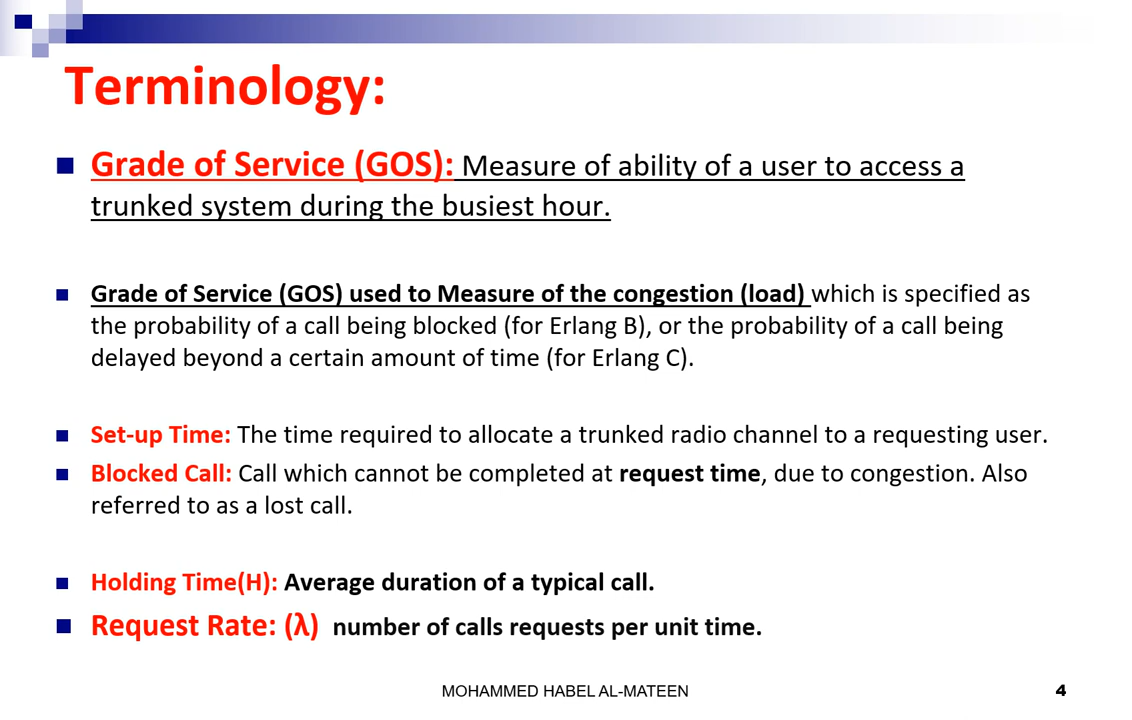 Terminology:
Grade of Service (GOS): Measure of ability of a user to access a
trunked system during the busiest hour.
Grade of Service (GOS) used to Measure of the congestion (load) which is specified as
the probability of a call being blocked (for Erlang B), or the probability of a call being
delayed beyond a certain amount of time (for Erlang C).
Set-up Time: The time required to allocate a trunked radio channel to a requesting user.
Blocked Call: Call which cannot be completed at request time, due to congestion. Also
referred to as a lost call.
Holding Time(H): Average duration of a typical call.
Request Rate: (λ) number of calls requests per unit time.
MOHAMMED HABEL AL-MATEEN
4